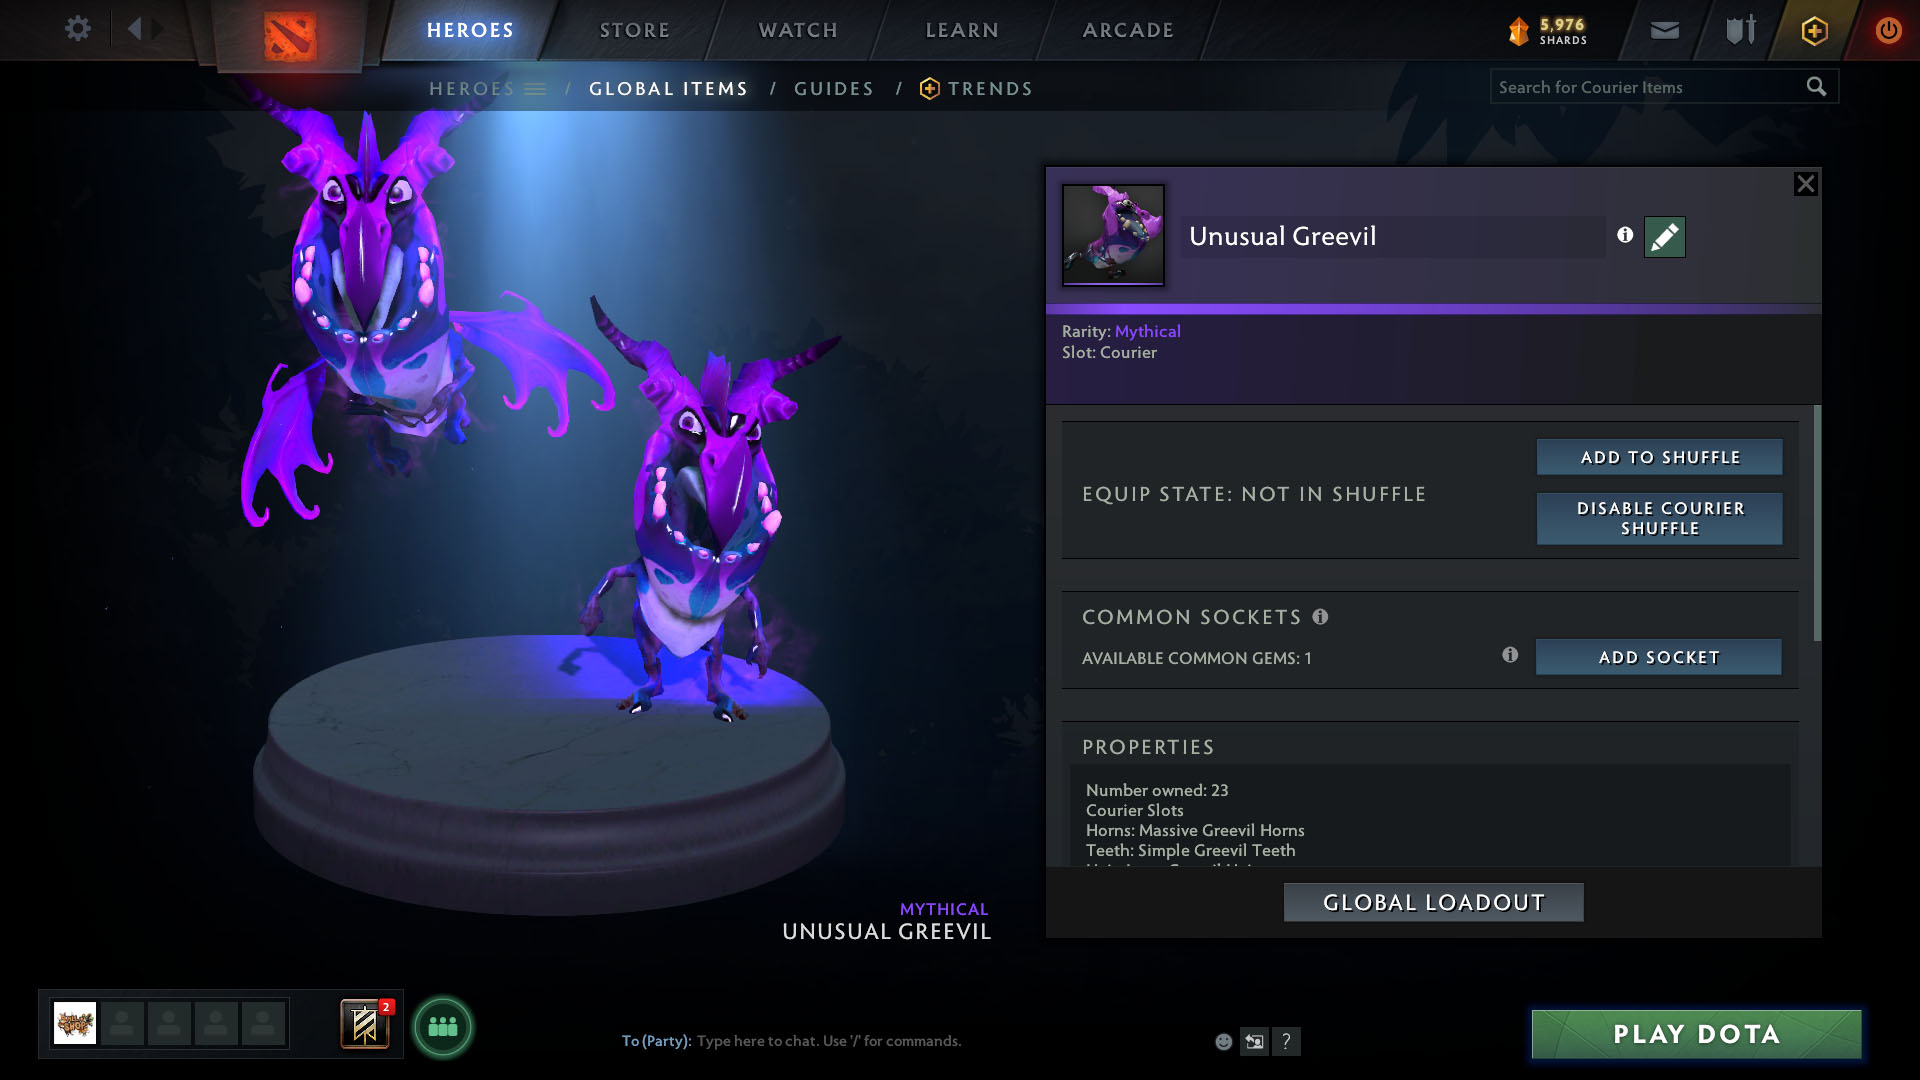 HEROES
STORE
WATCH
LEARN
ARCADE
5,976
SHARDS
HEROES / GLOBAL ITEMS / GUIDES / TRENDS
Search for Courier Items
Unusual Greevil
Rarity: Mythical
Slot: Courier
EQUIP STATE: NOT IN SHUFFLE
ADD TO SHUFFLE
DISABLE COURIER
SHUFFLE
COMMON SOCKETS
AVAILABLE COMMON GEMS: 1
ADD SOCKET
PROPERTIES
Number owned: 23
Courier Slots
Horns: Massive Greevil Horns
Teeth: Simple Greevil Teeth
GLOBAL LOADOUT
MYTHICAL
UNUSUAL GREEVIL
2
To (Party): Type here to chat. Use '/' for commands.
?
PLAY DOTA